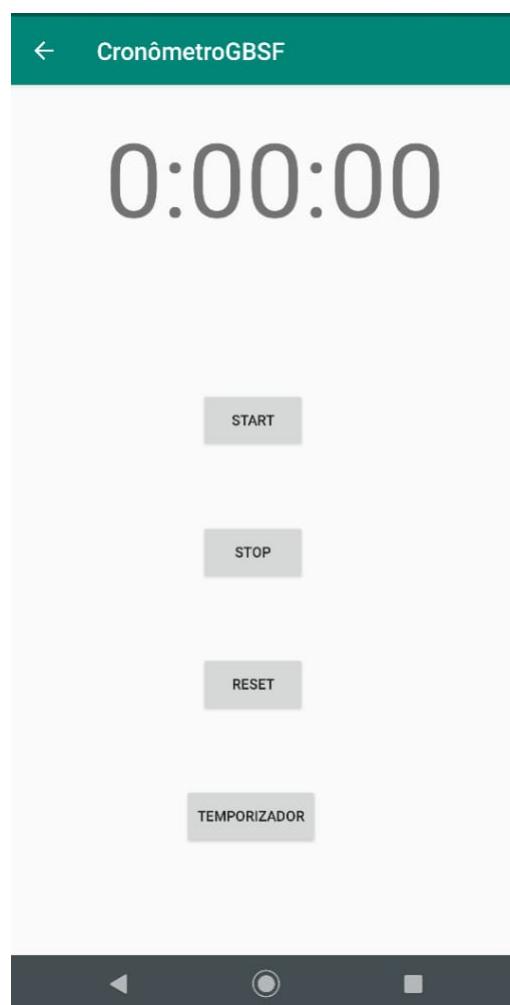 CronômetroGBSF
0:00:00
START
STOP
RESET
TEMPORIZADOR